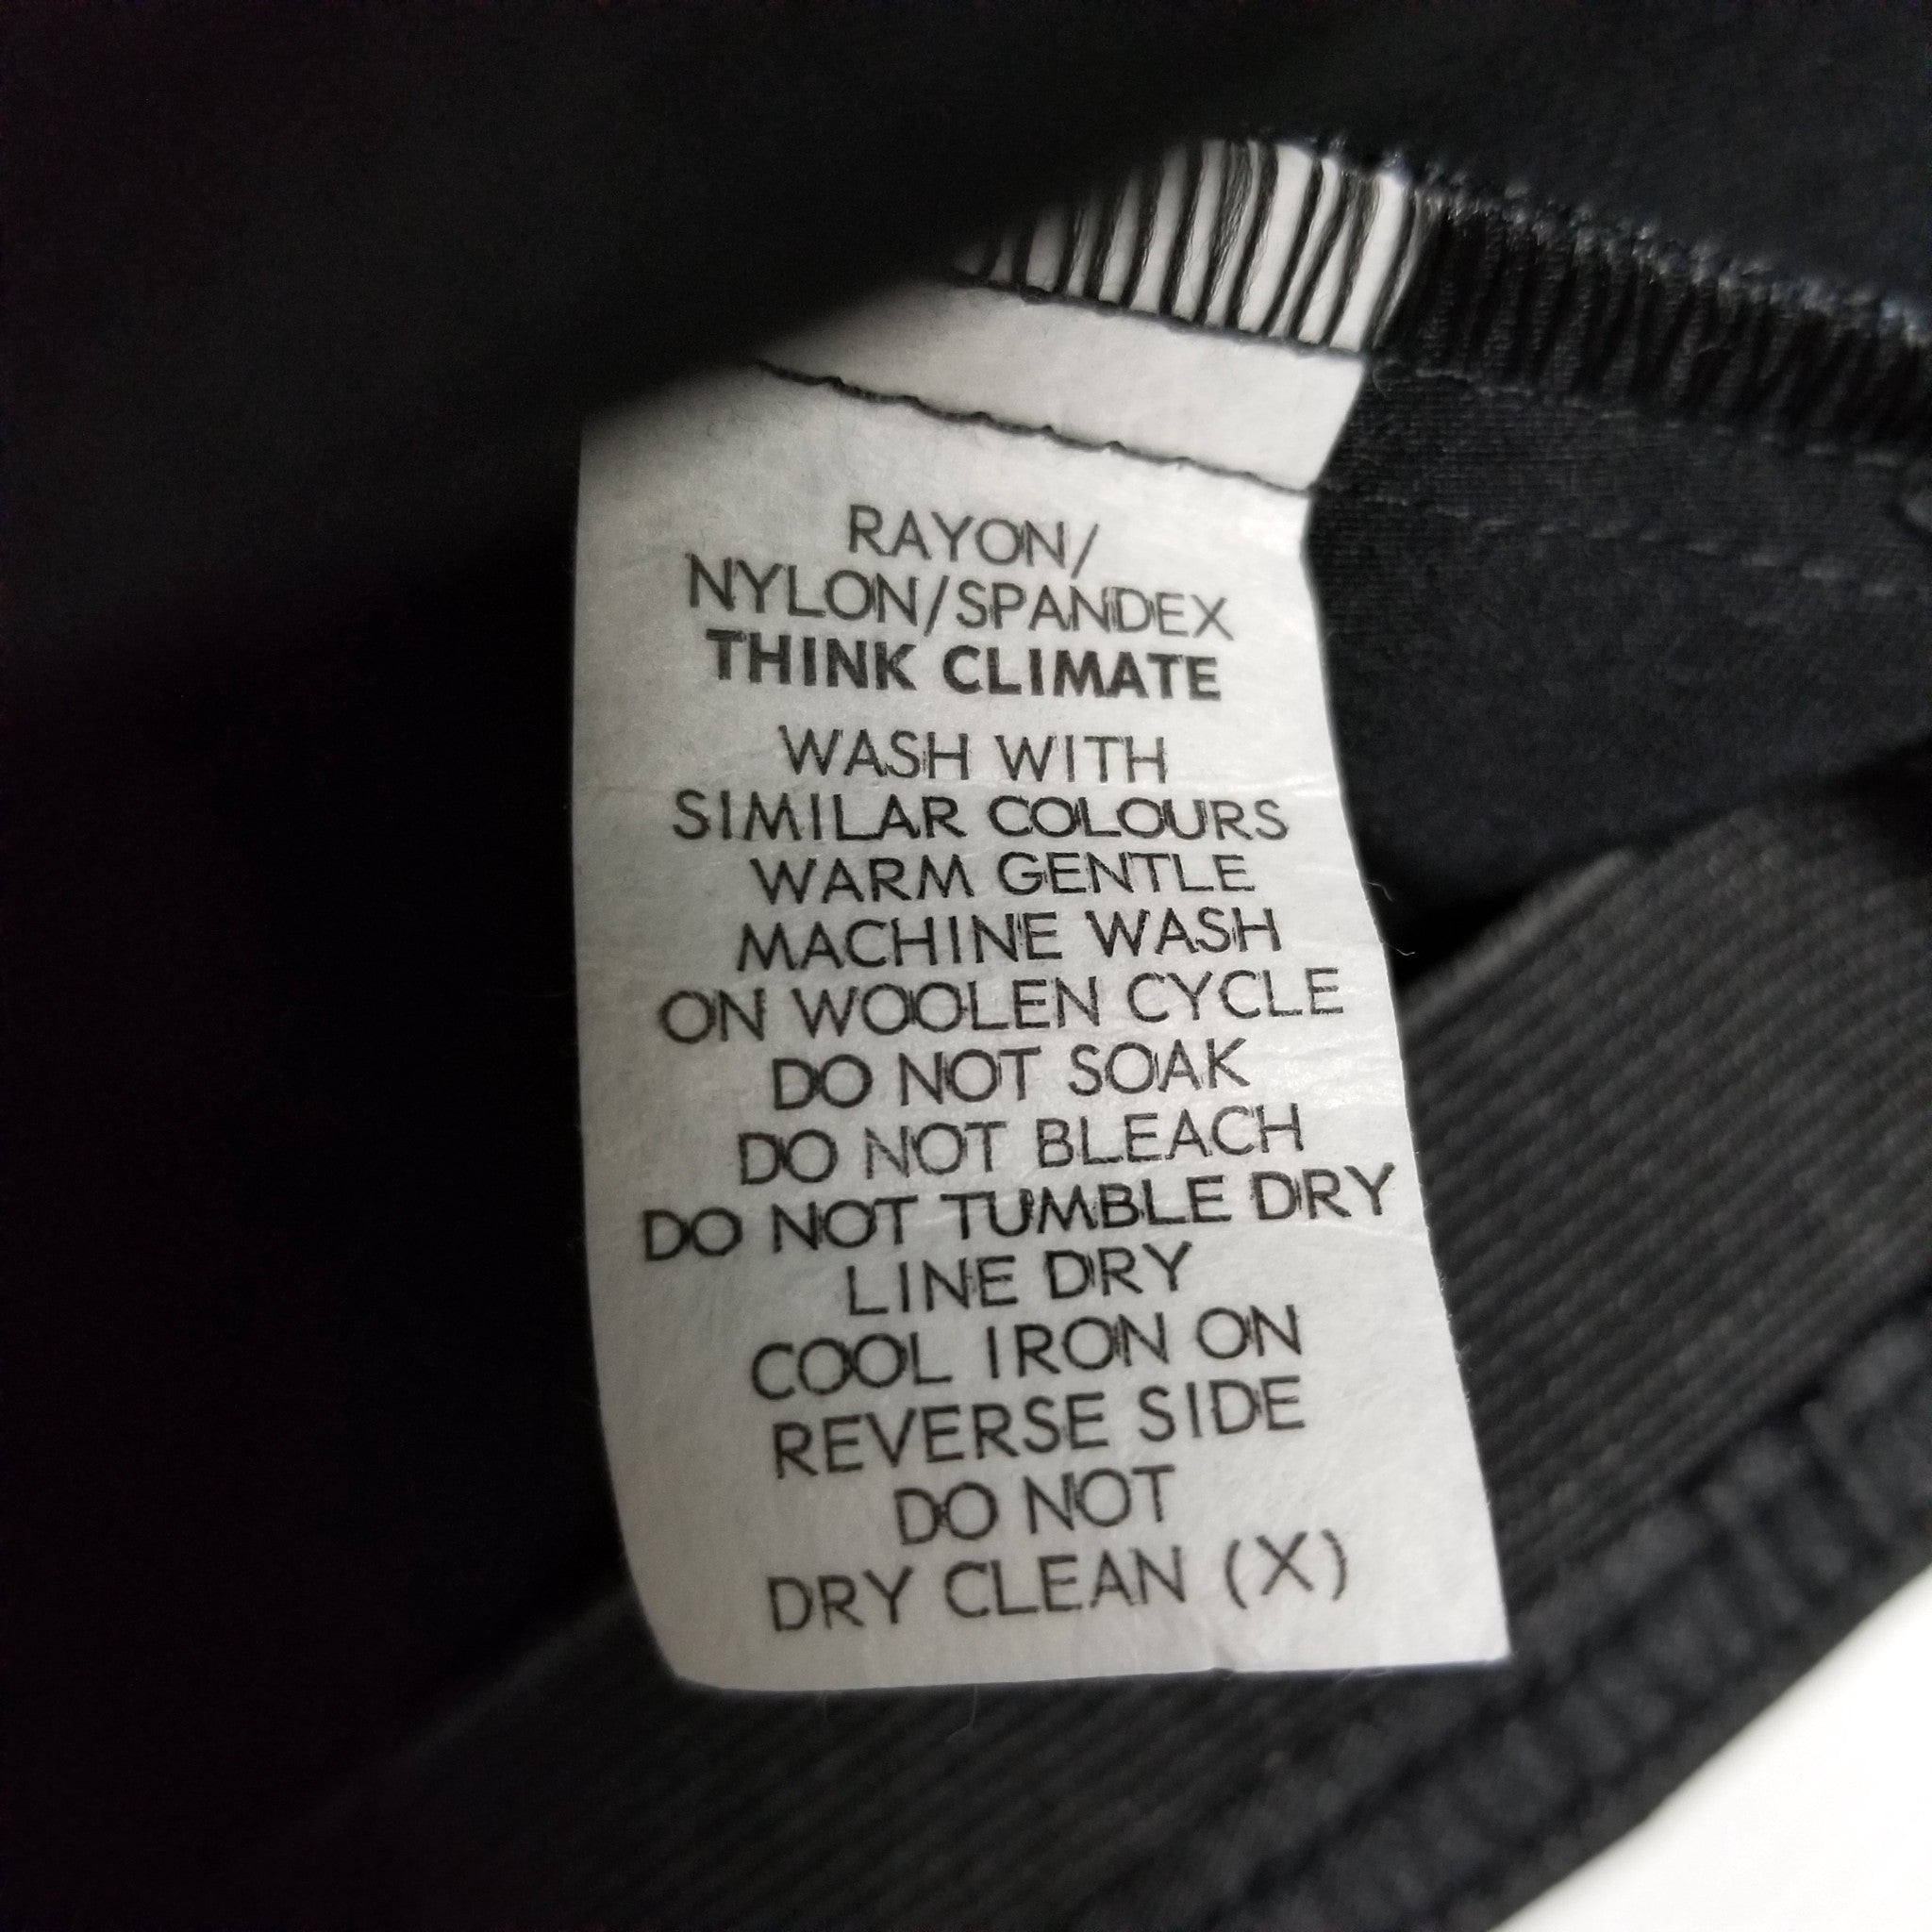 RAYON/
NYLON/SPANDEX
THINK CLIMATE
WASH WITH
SIMILAR COLOURS
WARM GENTLE
MACHINE WASH
ON WOOLEN CYCLE
DO NOT SOAK
DO NOT BLEACH
DO NOT TUMBLE DRY
LINE DRY
COOL IRON ON
REVERSE SIDE
DO NOT
DRY CLEAN (X)